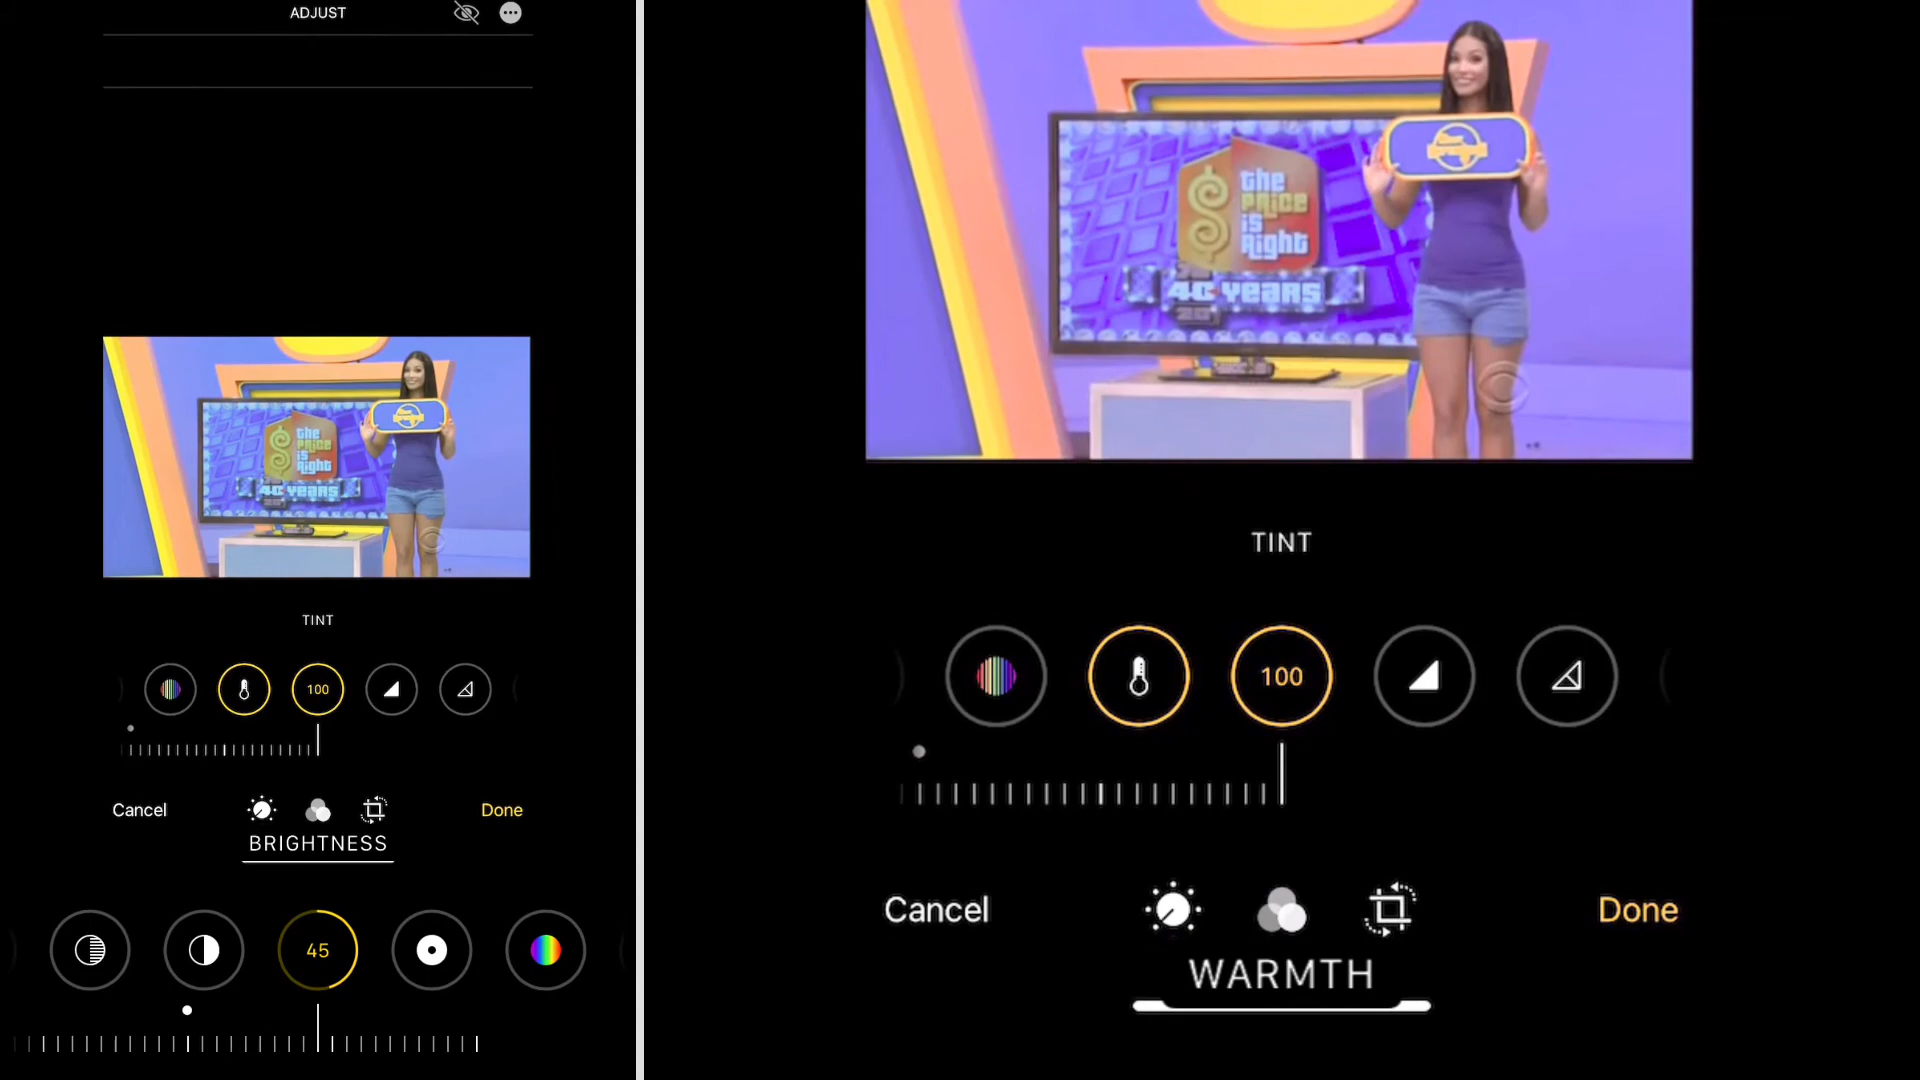 ADJUST
the
PRICE
is
Right
40 YEARS
TINT
100
Cancel
Done
BRIGHTNESS
45
the
PRICE
is
Right
40 YEARS
TINT
100
Cancel
Done
WARMTH